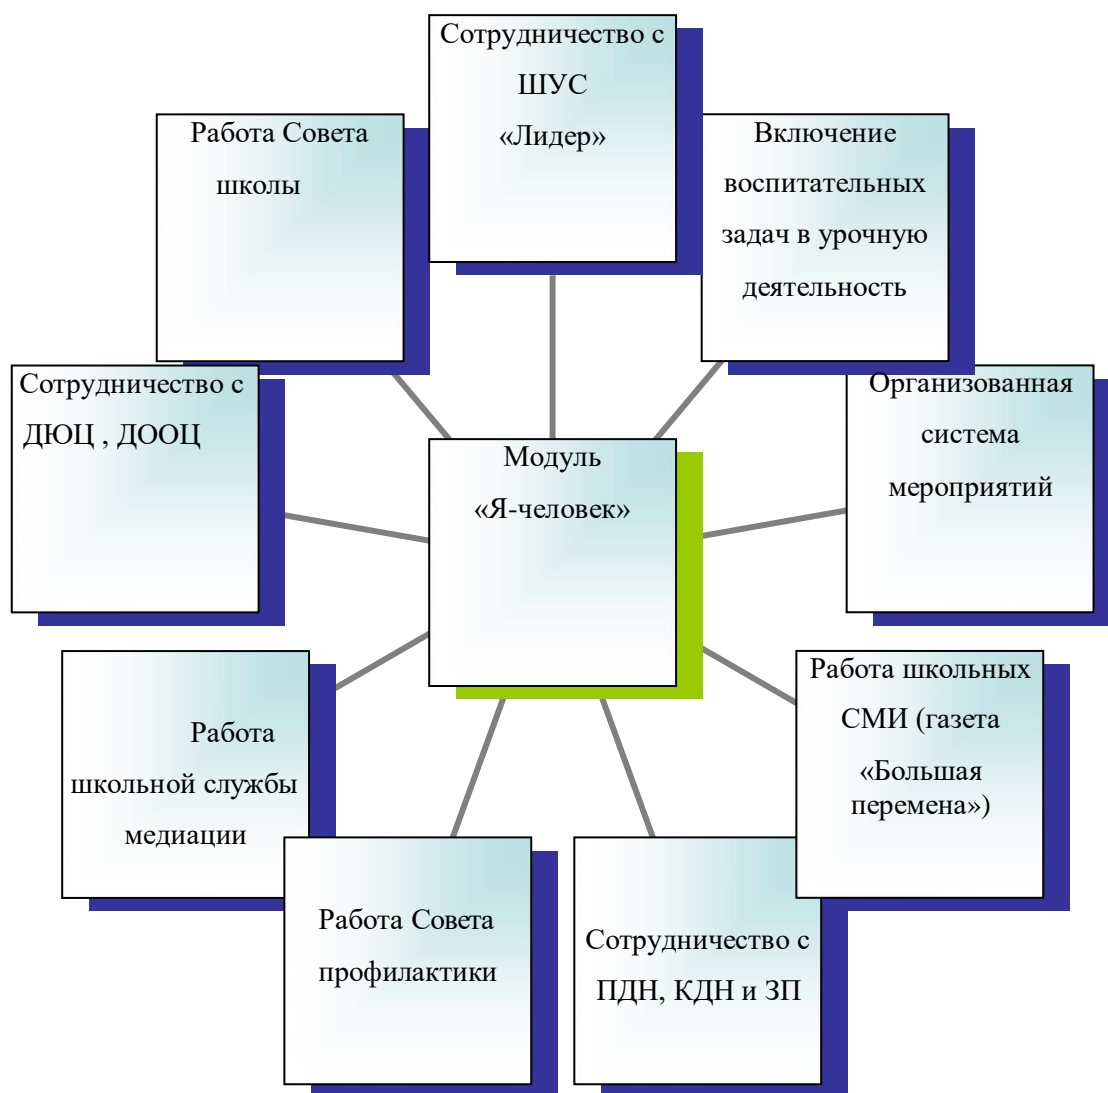 Сотрудничество с
ШУС
«Лидер»
Работа Совета
школы
Включение
воспитательных
задач в урочную
деятельность
Сотрудничество с
ДЮЦ , ДООЦ
Организованная
система
мероприятий
Модуль
«Я-человек»
Работа
школьной службы
медиации
Работа школьных
СМИ (газета
«Большая
перемена»)
Работа Совета
профилактики
Сотрудничество с
ПДН, КДН и ЗП